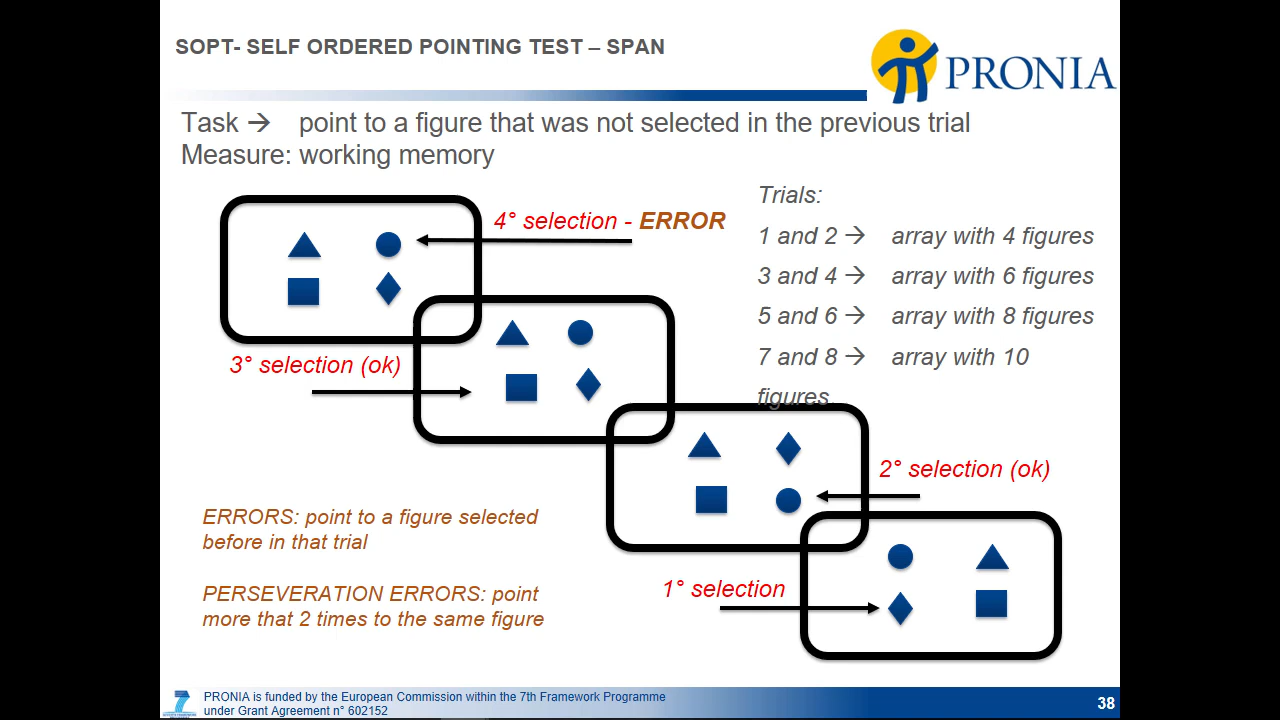 SOPT- SELF ORDERED POINTING TEST – SPAN
PRONIA
Task → point to a figure that was not selected in the previous trial
Measure: working memory
Trials:
1 and 2 → array with 4 figures
3 and 4 → array with 6 figures
5 and 6 → array with 8 figures
7 and 8 → array with 10
figures.
4° selection - ERROR
3° selection (ok)
2° selection (ok)
1° selection
ERRORS: point to a figure selected
before in that trial
PERSEVERATION ERRORS: point
more that 2 times to the same figure
PRONIA is funded by the European Commission within the 7th Framework Programme
under Grant Agreement n° 602152
38